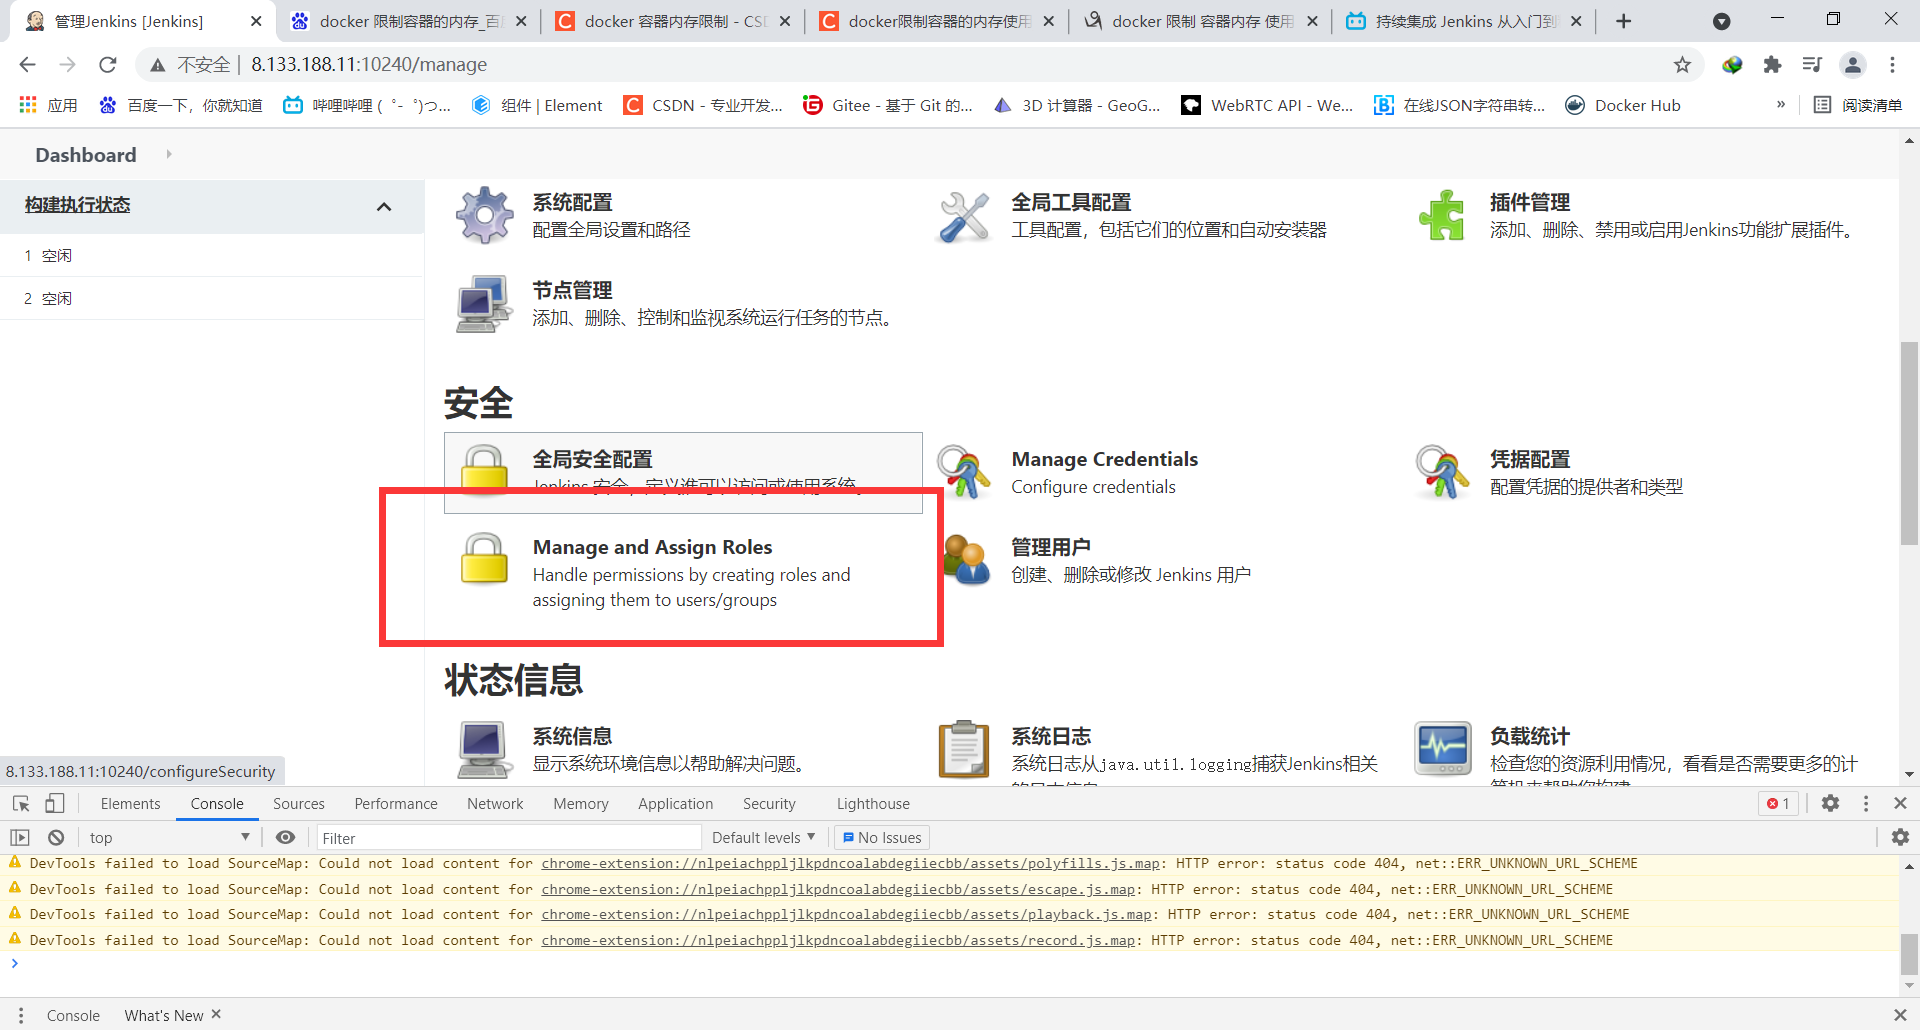 管理Jenkins [Jenkins]
docker 限制容器的内存_百
docker 容器内存限制 - CS
docker限制容器的内存使用
docker 限制 容器内存 使用
持续集成 Jenkins 从入门到
不安全
8.133.188.11:10240/manage
应用
百度一下，你就知道
哔哩哔哩 ( ゜- ゜)つ...
组件 | Element
CSDN - 专业开发...
Gitee - 基于 Git 的...
3D 计算器 - GeoG...
WebRTC API - We...
在线JSON字符串转...
Docker Hub
»
阅读清单
Dashboard
构建执行状态
1 空闲
2 空闲
系统配置
配置全局设置和路径
全局工具配置
工具配置，包括它们的位置和自动安装器
插件管理
添加、删除、禁用或启用Jenkins功能扩展插件。
节点管理
添加、删除、控制和监视系统运行任务的节点。
安全
全局安全配置
Jenkins 安全，定义谁可以访问或使用系统。
Manage Credentials
Configure credentials
凭据配置
配置凭据的提供者和类型
Manage and Assign Roles
Handle permissions by creating roles and
assigning them to users/groups
管理用户
创建、删除或修改 Jenkins 用户
状态信息
系统信息
显示系统环境信息以帮助解决问题。
系统日志
系统日志从java.util.logging捕获Jenkins相关
的日志信息
负载统计
检查您的资源利用情况，看看是否需要更多的计
算机来帮助您构建
8.133.188.11:10240/configureSecurity
Elements
Console
Sources
Performance
Network
Memory
Application
Security
Lighthouse
1
top
Filter
Default levels
No Issues
DevTools failed to load SourceMap: Could not load content for chrome-extension://nlpeiachppljlkpdncoalabdegiiecbb/assets/polyfills.js.map: HTTP error: status code 404, net::ERR_UNKNOWN_URL_SCHEME
DevTools failed to load SourceMap: Could not load content for chrome-extension://nlpeiachppljlkpdncoalabdegiiecbb/assets/escape.js.map: HTTP error: status code 404, net::ERR_UNKNOWN_URL_SCHEME
DevTools failed to load SourceMap: Could not load content for chrome-extension://nlpeiachppljlkpdncoalabdegiiecbb/assets/playback.js.map: HTTP error: status code 404, net::ERR_UNKNOWN_URL_SCHEME
DevTools failed to load SourceMap: Could not load content for chrome-extension://nlpeiachppljlkpdncoalabdegiiecbb/assets/record.js.map: HTTP error: status code 404, net::ERR_UNKNOWN_URL_SCHEME
Console
What's New